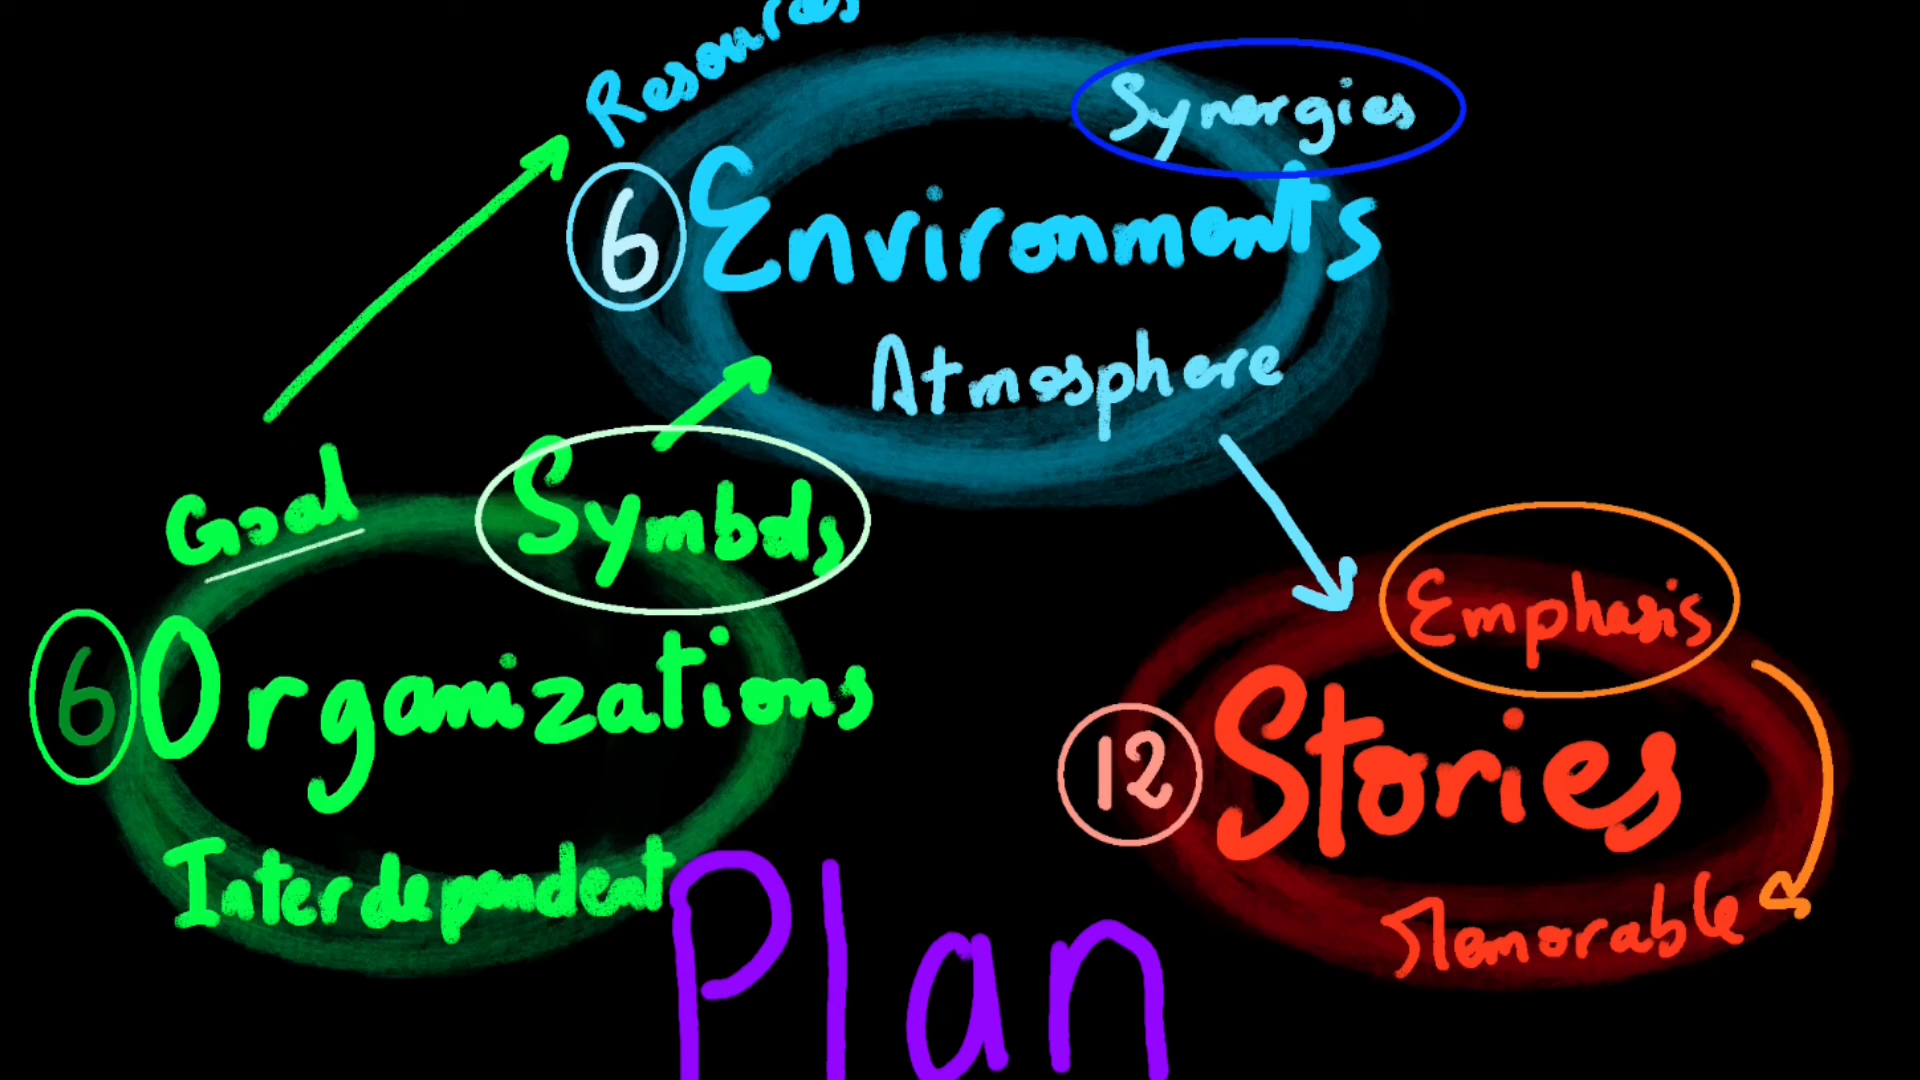 Resources
Synergies
6 Environments
Atmosphere
Goal
Symbols
6 Organizations
Interdependent
Emphasis
12 Stories
Memorable
Plan